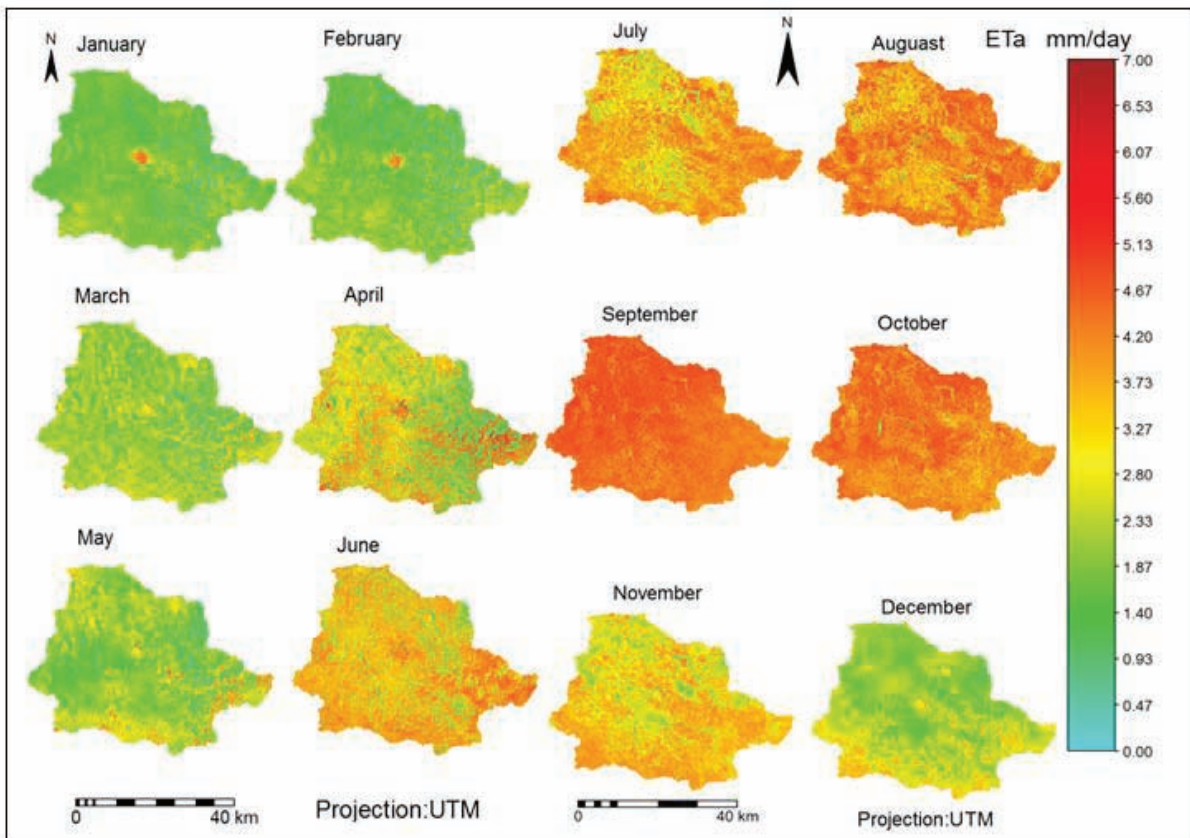 N
January
February
July
N
Auguast
ETa mm/day
7.00
6.53
6.07
5.60
5.13
4.67
4.20
3.73
3.27
2.80
2.33
1.87
1.40
0.93
0.47
0.00
March
April
September
October
May
June
November
December
0 40 km
Projection:UTM
0 40 km
Projection:UTM